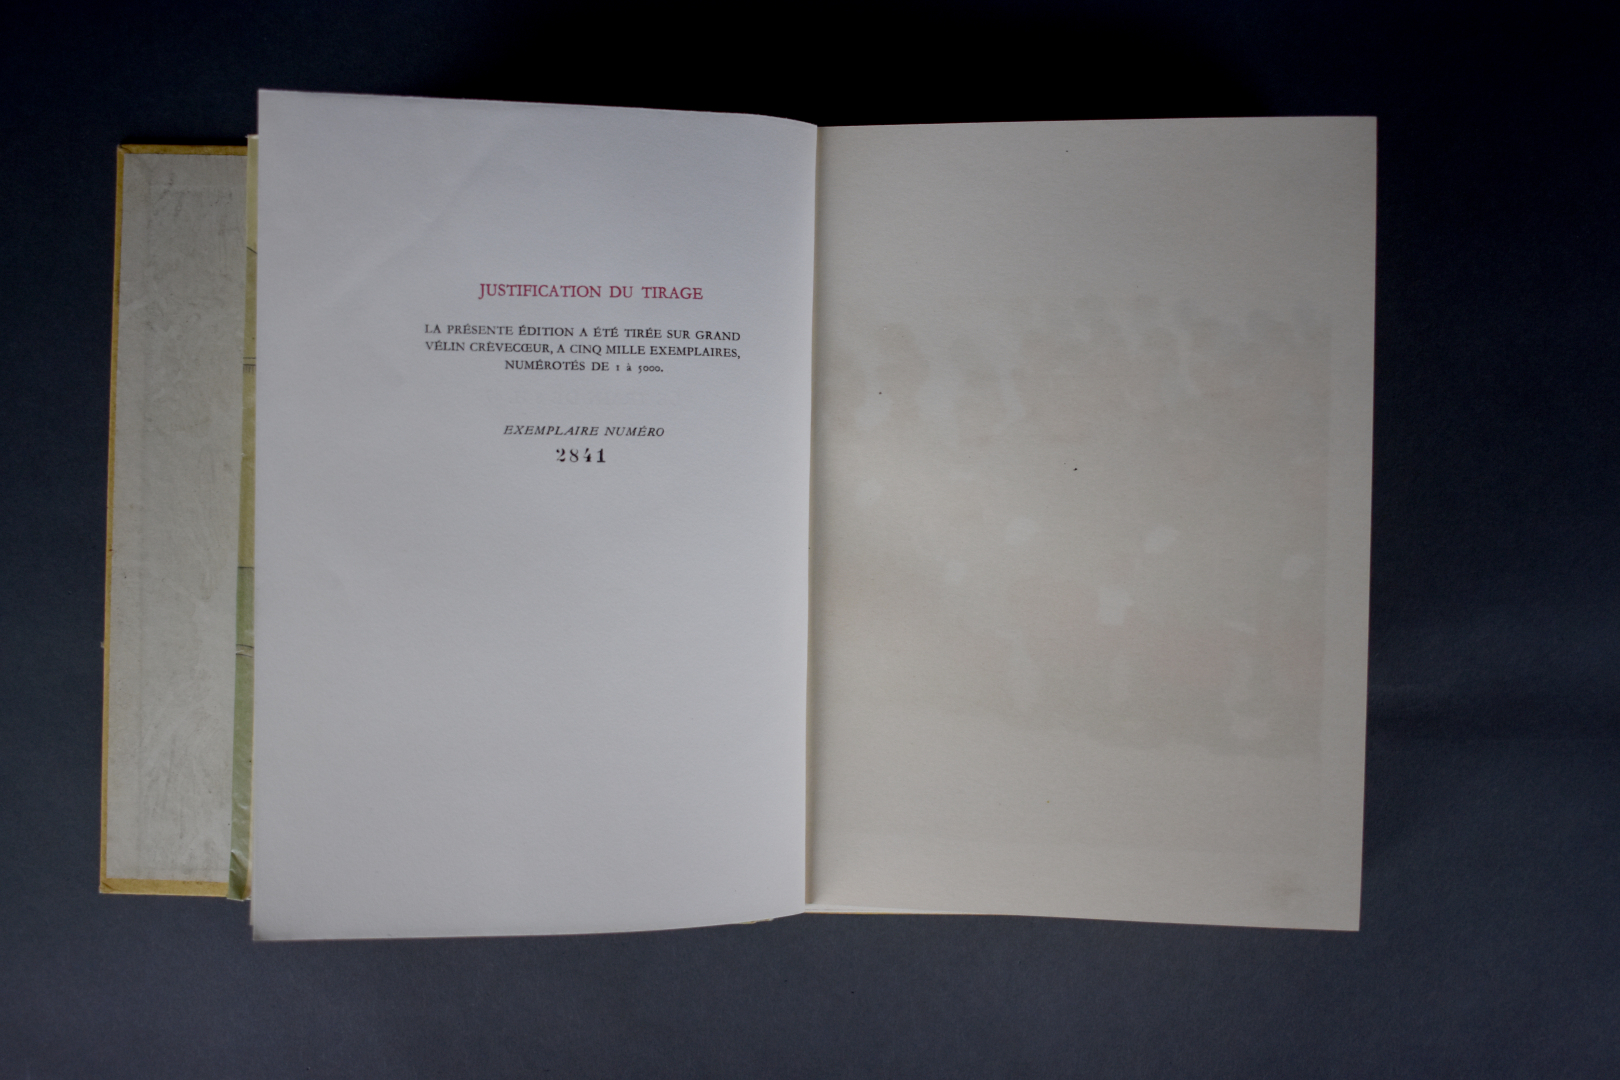 JUSTIFICATION DU TIRAGE
LA PRÉSENTE ÉDITION A ÉTÉ TIRÉE SUR GRAND
VÉLIN CRÈVECŒUR, A CINQ MILLE EXEMPLAIRES,
NUMÉROTÉS DE 1 à 5000.
EXEMPLAIRE NUMÉRO
2841